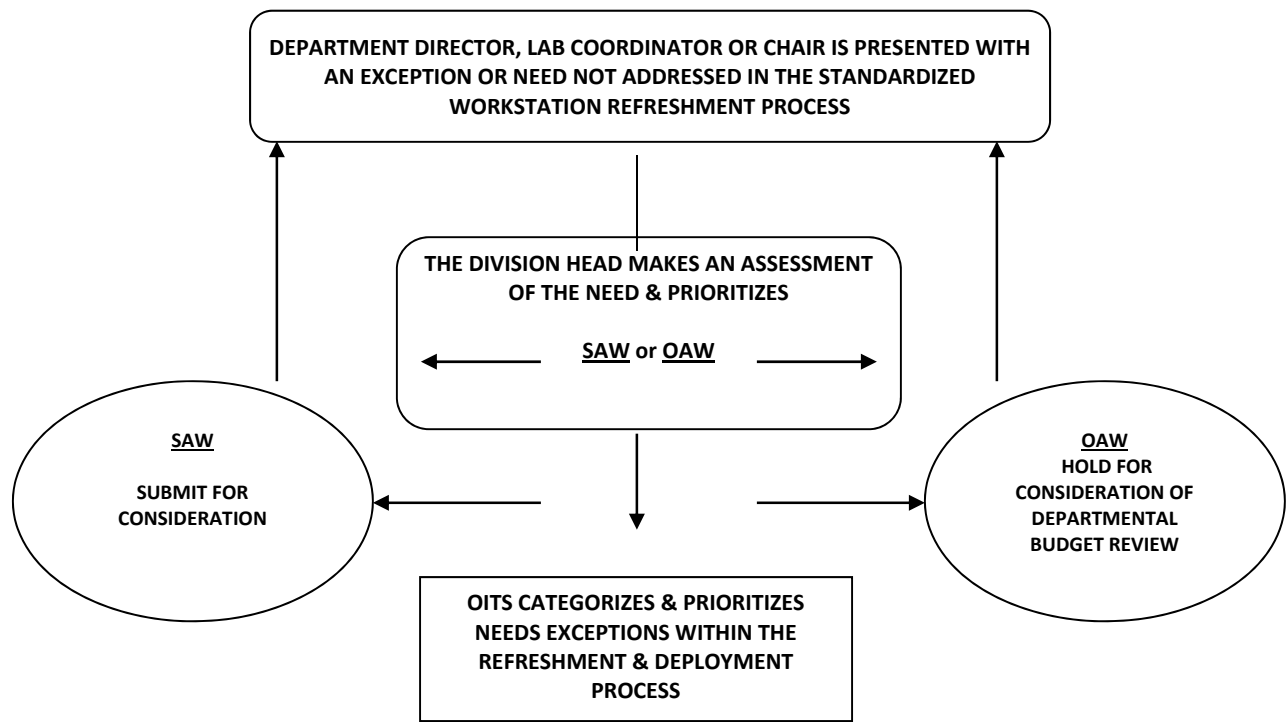 DEPARTMENT DIRECTOR, LAB COORDINATOR OR CHAIR IS PRESENTED WITH
AN EXCEPTION OR NEED NOT ADDRESSED IN THE STANDARDIZED
WORKSTATION REFRESHMENT PROCESS
THE DIVISION HEAD MAKES AN ASSESSMENT
OF THE NEED & PRIORITIZES
SAW or OAW
SAW
SUBMIT FOR
CONSIDERATION
OAW
HOLD FOR
CONSIDERATION OF
DEPARTMENTAL
BUDGET REVIEW
OITS CATEGORIZES & PRIORITIZES
NEEDS EXCEPTIONS WITHIN THE
REFRESHMENT & DEPLOYMENT
PROCESS